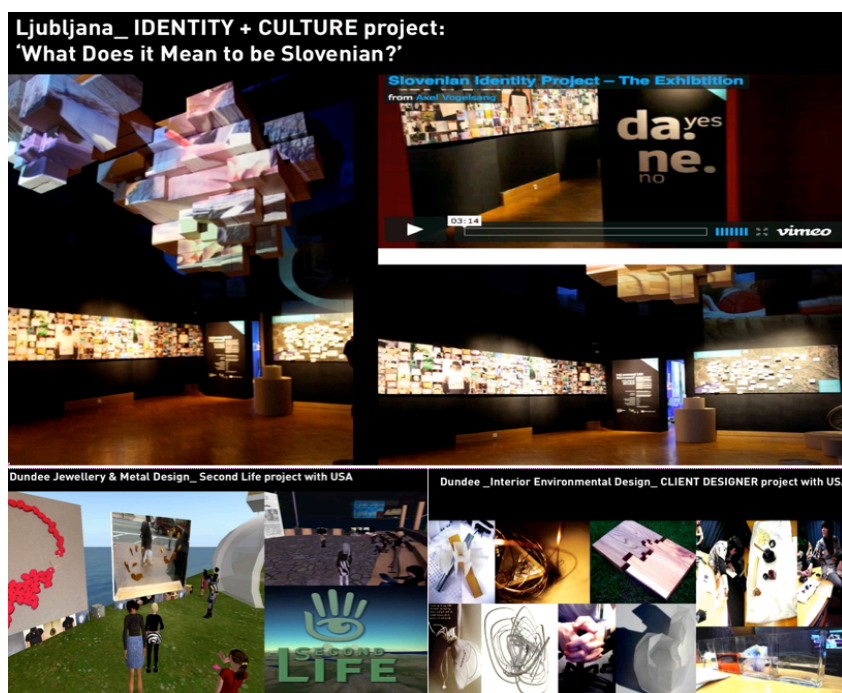 Ljubljana_ IDENTITY + CULTURE project:
‘What Does it Mean to be Slovenian?’
Slovenian Identity Project – The Exhibtition
from Axel Vogelsang
da.yes
ne.
no
03:14
vimeo
Dundee Jewellery & Metal Design_ Second Life project with USA
SECOND
LIFE
Dundee _Interior Environmental Design_ CLIENT DESIGNER project with USA